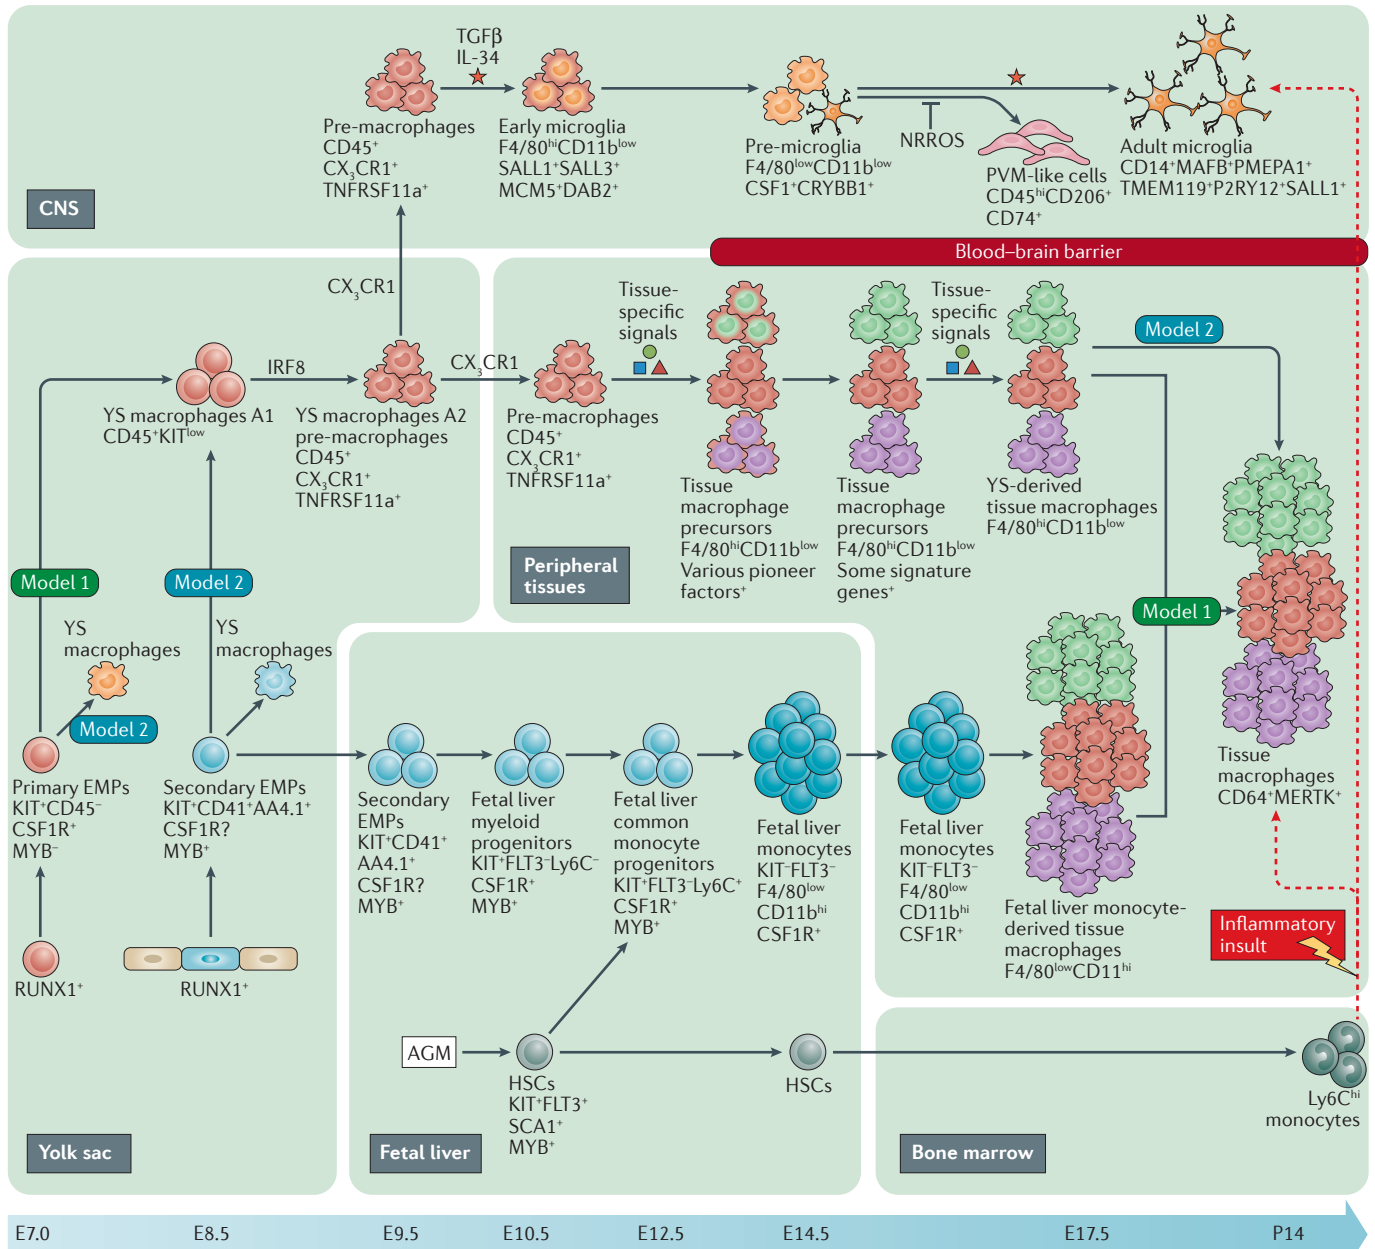 TGFβ
IL-34
Pre-macrophages
CD45⁺
CX₃CR1⁺
TNFRSF11a⁺
Early microglia
F4/80ʰⁱCD11bˡᵒʷ
SALL1⁺SALL3⁺
MCM5⁺DAB2⁺
Pre-microglia
F4/80ˡᵒʷCD11bˡᵒʷ
CSF1⁺CRYBB1⁺
NRROS
PVM-like cells
CD45ʰⁱCD206⁺
CD74⁺
Adult microglia
CD14⁺MAFB⁺PMEPA1⁺
TMEM119⁺P2RY12⁺SALL1⁺
CNS
Blood–brain barrier
CX₃CR1
YS macrophages A1
CD45⁺KITˡᵒʷ
IRF8
YS macrophages A2
pre-macrophages
CD45⁺
CX₃CR1⁺
TNFRSF11a⁺
CX₃CR1
Pre-macrophages
CD45⁺
CX₃CR1⁺
TNFRSF11a⁺
Tissue-
specific
signals
Tissue
macrophage
precursors
F4/80ʰⁱCD11bˡᵒʷ
Various pioneer
factors⁺
Tissue
macrophage
precursors
F4/80ʰⁱCD11bˡᵒʷ
Some signature
genes⁺
Tissue-
specific
signals
YS-derived
tissue macrophages
F4/80ʰⁱCD11bˡᵒʷ
Model 2
Peripheral
tissues
Model 1
Model 2
Model 1
YS
macrophages
Model 2
YS
macrophages
Primary EMPs
KIT⁺CD45⁻
CSF1R⁺
MYB⁻
Secondary EMPs
KIT⁺CD41⁺AA4.1⁺
CSF1R?
MYB⁺
RUNX1⁺
RUNX1⁺
Secondary
EMPs
KIT⁺CD41⁺
AA4.1⁺
CSF1R?
MYB⁺
Fetal liver
myeloid
progenitors
KIT⁺FLT3⁻Ly6C⁻
CSF1R⁺
MYB⁺
Fetal liver
common
monocyte
progenitors
KIT⁺FLT3⁻Ly6C⁺
CSF1R⁺
MYB⁺
Fetal liver
monocytes
KIT⁻FLT3⁻
F4/80ˡᵒʷ
CD11bʰⁱ
CSF1R⁺
Fetal liver
monocytes
KIT⁻FLT3⁻
F4/80ˡᵒʷ
CD11bʰⁱ
CSF1R⁺
Fetal liver monocyte-
derived tissue
macrophages
F4/80ˡᵒʷCD11ʰⁱ
Tissue
macrophages
CD64⁺MERTK⁺
Inflammatory
insult
AGM
HSCs
KIT⁺FLT3⁺
SCA1⁺
MYB⁺
HSCs
Ly6Cʰⁱ
monocytes
Yolk sac
Fetal liver
Bone marrow
E7.0 E8.5 E9.5 E10.5 E12.5 E14.5 E17.5 P14